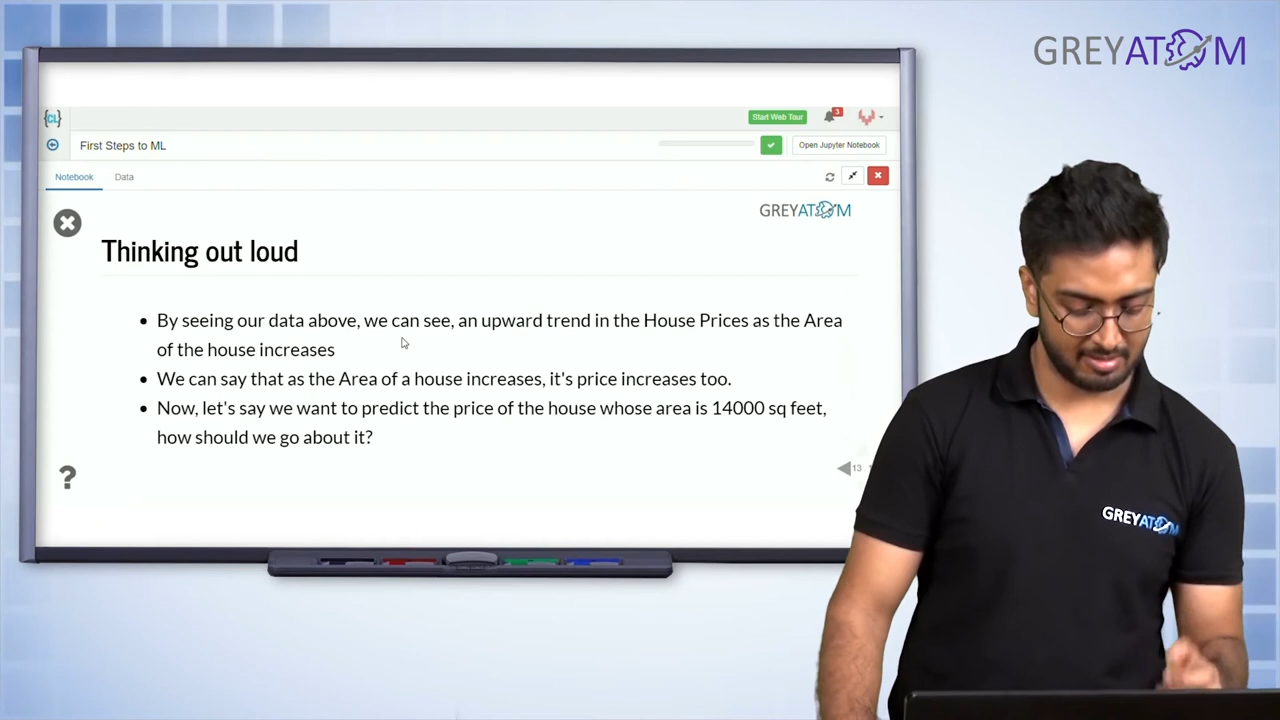 GREYATOM
{CL}
Start Web Tour
3
First Steps to ML
Open Jupyter Notebook
Notebook
Data
GREYATOM
Thinking out loud
• By seeing our data above, we can see, an upward trend in the House Prices as the Area
of the house increases
• We can say that as the Area of a house increases, it's price increases too.
• Now, let's say we want to predict the price of the house whose area is 14000 sq feet,
how should we go about it?
?
13
GREYATOM